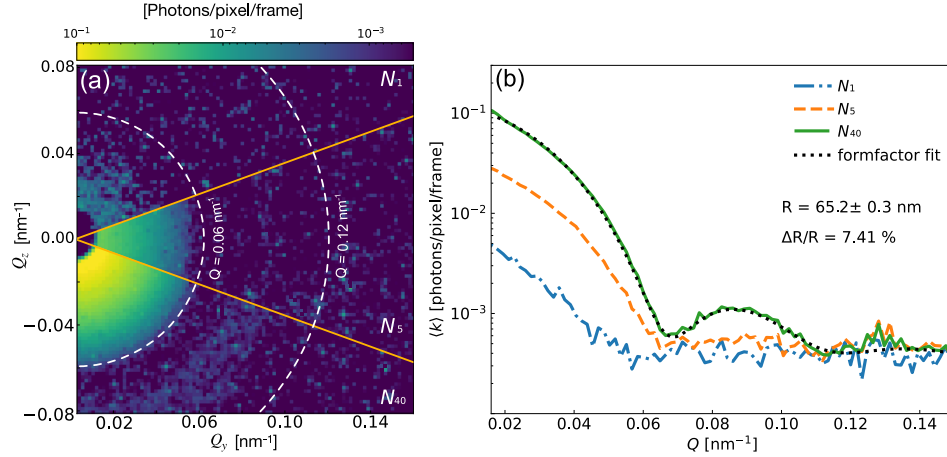 [Photons/pixel/frame]
10⁻¹ 10⁻² 10⁻³
(a)
N₁
N₅
N₄₀
Q = 0.06 nm⁻¹
Q = 0.12 nm⁻¹
0.08
0.04
0.00
−0.04
−0.08
Q_z [nm⁻¹]
0.02 0.06 0.10 0.14
Q_y [nm⁻¹]
(b)
N₁
N₅
N₄₀
formfactor fit
R = 65.2± 0.3 nm
ΔR/R = 7.41 %
10⁻¹
10⁻²
10⁻³
⟨k⟩ [photons/pixel/frame]
0.02 0.04 0.06 0.08 0.10 0.12 0.14
Q [nm⁻¹]